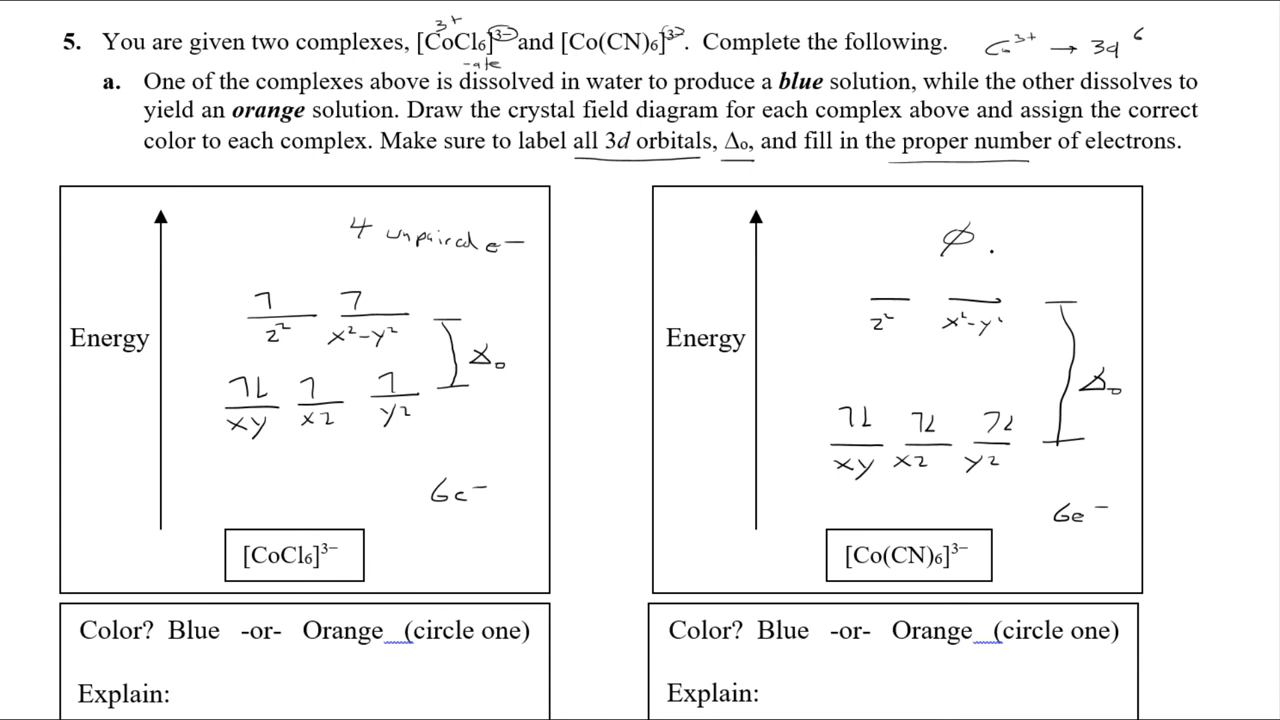 3+
5. You are given two complexes, [CoCl₆]³⁻ and [Co(CN)₆]³⁻. Complete the following. Co³⁺ → 3d⁶
-ate
a. One of the complexes above is dissolved in water to produce a blue solution, while the other dissolves to
yield an orange solution. Draw the crystal field diagram for each complex above and assign the correct
color to each complex. Make sure to label all 3d orbitals, Δₒ, and fill in the proper number of electrons.
4 unpaired e−
z² x²−y²
Energy
Δₒ
xy xz yz
6e−
[CoCl₆]³⁻
Color? Blue -or- Orange (circle one)
Explain:
Ø.
z² x²−y²
Energy
Δₒ
xy xz yz
6e−
[Co(CN)₆]³⁻
Color? Blue -or- Orange (circle one)
Explain: